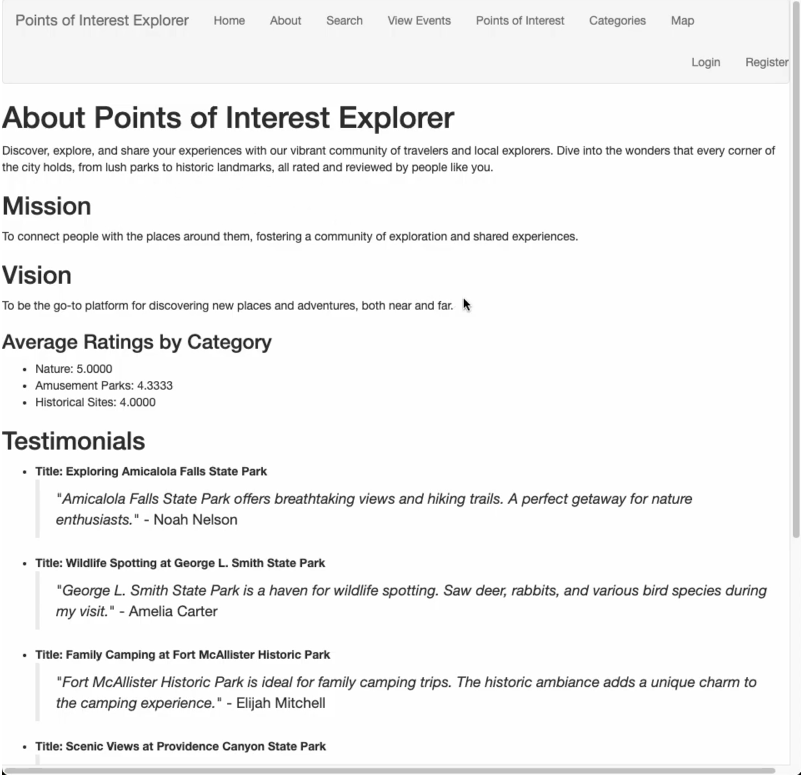 Points of Interest Explorer Home About Search View Events Points of Interest Categories Map
Login Register
About Points of Interest Explorer
Discover, explore, and share your experiences with our vibrant community of travelers and local explorers. Dive into the wonders that every corner of
the city holds, from lush parks to historic landmarks, all rated and reviewed by people like you.
Mission
To connect people with the places around them, fostering a community of exploration and shared experiences.
Vision
To be the go-to platform for discovering new places and adventures, both near and far.
Average Ratings by Category
• Nature: 5.0000
• Amusement Parks: 4.3333
• Historical Sites: 4.0000
Testimonials
• Title: Exploring Amicalola Falls State Park
"Amicalola Falls State Park offers breathtaking views and hiking trails. A perfect getaway for nature
enthusiasts." - Noah Nelson
• Title: Wildlife Spotting at George L. Smith State Park
"George L. Smith State Park is a haven for wildlife spotting. Saw deer, rabbits, and various bird species during
my visit." - Amelia Carter
• Title: Family Camping at Fort McAllister Historic Park
"Fort McAllister Historic Park is ideal for family camping trips. The historic ambiance adds a unique charm to
the camping experience." - Elijah Mitchell
• Title: Scenic Views at Providence Canyon State Park